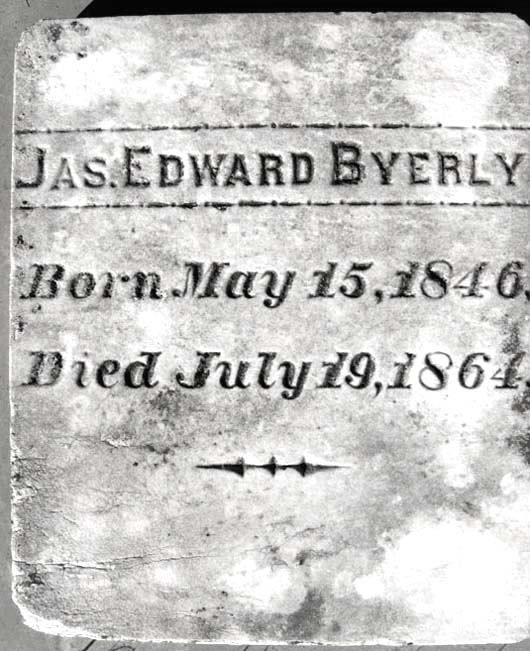 JAS. EDWARD BYERLY
Born May 15, 1846.
Died July 19, 1864.